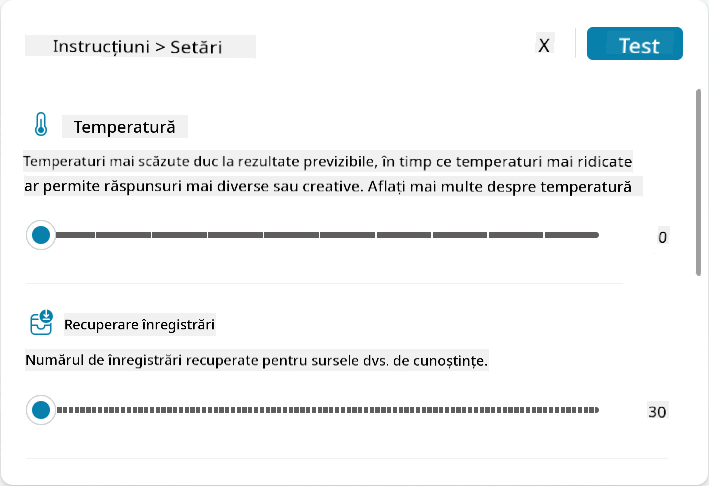 Instrucțiuni > Setări
X
Test
Temperatură
Temperaturi mai scăzute duc la rezultate previzibile, în timp ce temperaturi mai ridicate
ar permite răspunsuri mai diverse sau creative. Aflați mai multe despre temperatură
0
Recuperare înregistrări
Numărul de înregistrări recuperate pentru sursele dvs. de cunoștințe.
30